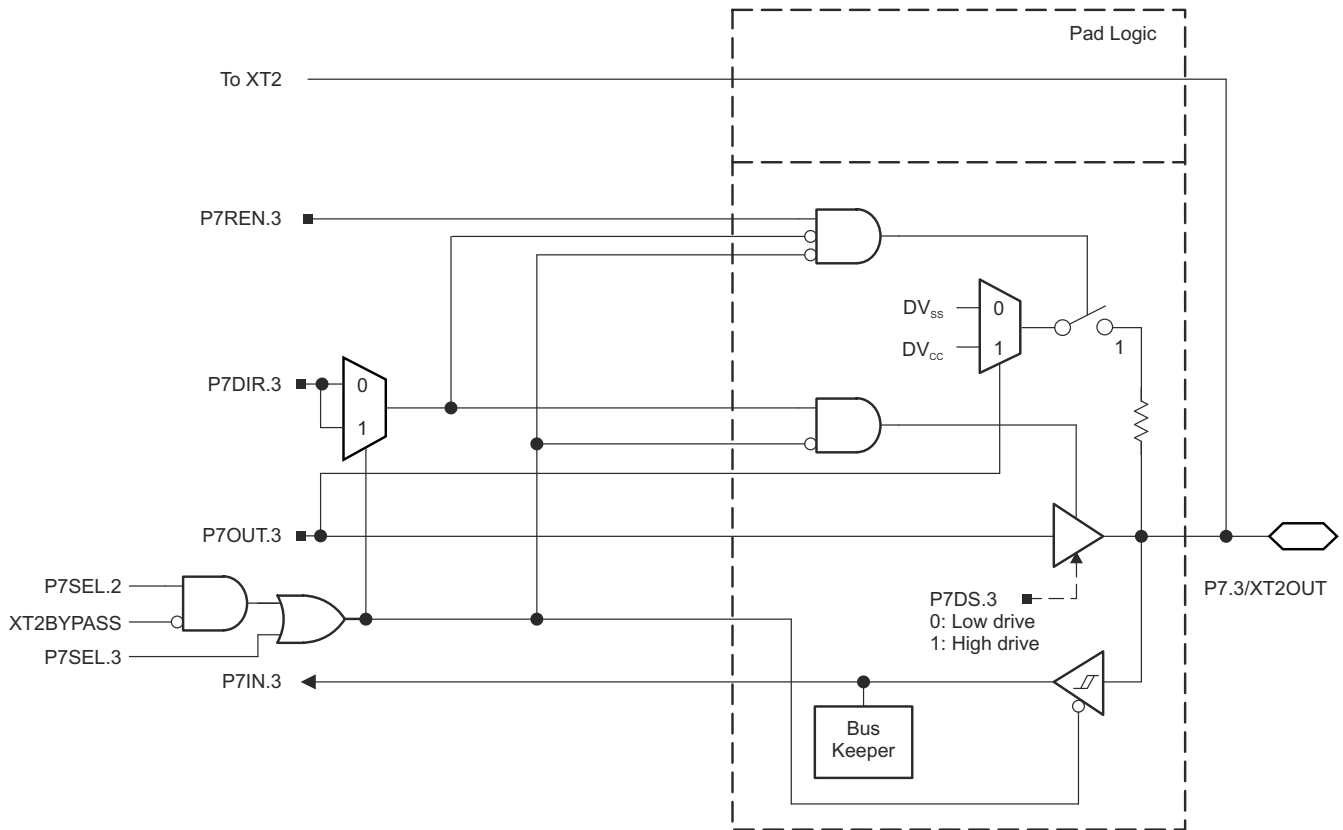 Pad Logic
To XT2
P7REN.3
DVSS
0
DVCC
1
1
P7DIR.3
0
1
P7OUT.3
P7SEL.2
XT2BYPASS
P7SEL.3
P7DS.3
0: Low drive
1: High drive
P7.3/XT2OUT
P7IN.3
Bus
Keeper